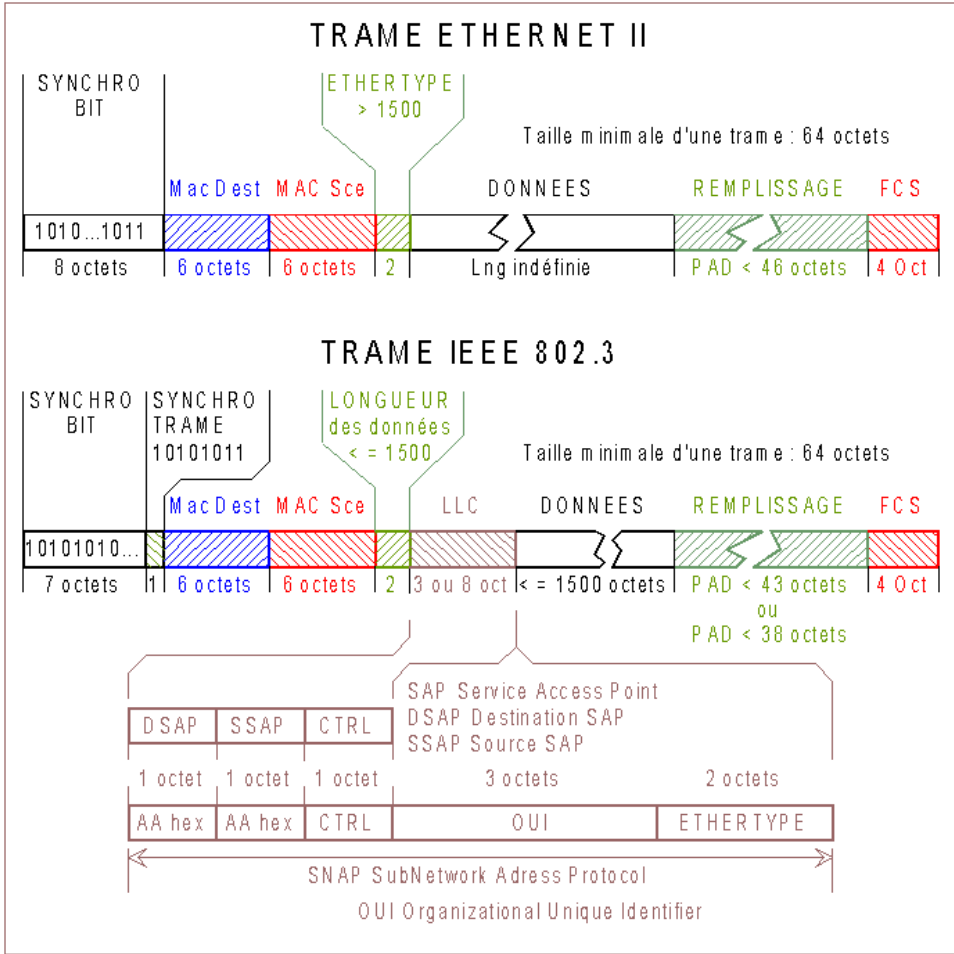 TRAME ETHERNET II
SYNCHRO
BIT
ETHERTYPE
> 1500
Taille minimale d'une trame : 64 octets
MacDest MAC Sce DONNEES REMPLISSAGE FCS
1010...1011
8 octets 6 octets 6 octets 2 Lng indéfinie PAD < 46 octets 4 Oct
TRAME IEEE 802.3
SYNCHRO
BIT
SYNCHRO
TRAME
10101011
LONGUEUR
des données
< = 1500
Taille minimale d'une trame : 64 octets
MacDest MAC Sce LLC DONNEES REMPLISSAGE FCS
10101010...
7 octets 1 6 octets 6 octets 2 3 ou 8 oct < = 1500 octets PAD < 43 octets 4 Oct
ou
PAD < 38 octets
SAP Service Access Point
DSAP Destination SAP
SSAP Source SAP
DSAP SSAP CTRL
1 octet 1 octet 1 octet 3 octets 2 octets
AA hex AA hex CTRL OUI ETHERTYPE
SNAP SubNetwork Adress Protocol
OUI Organizational Unique Identifier